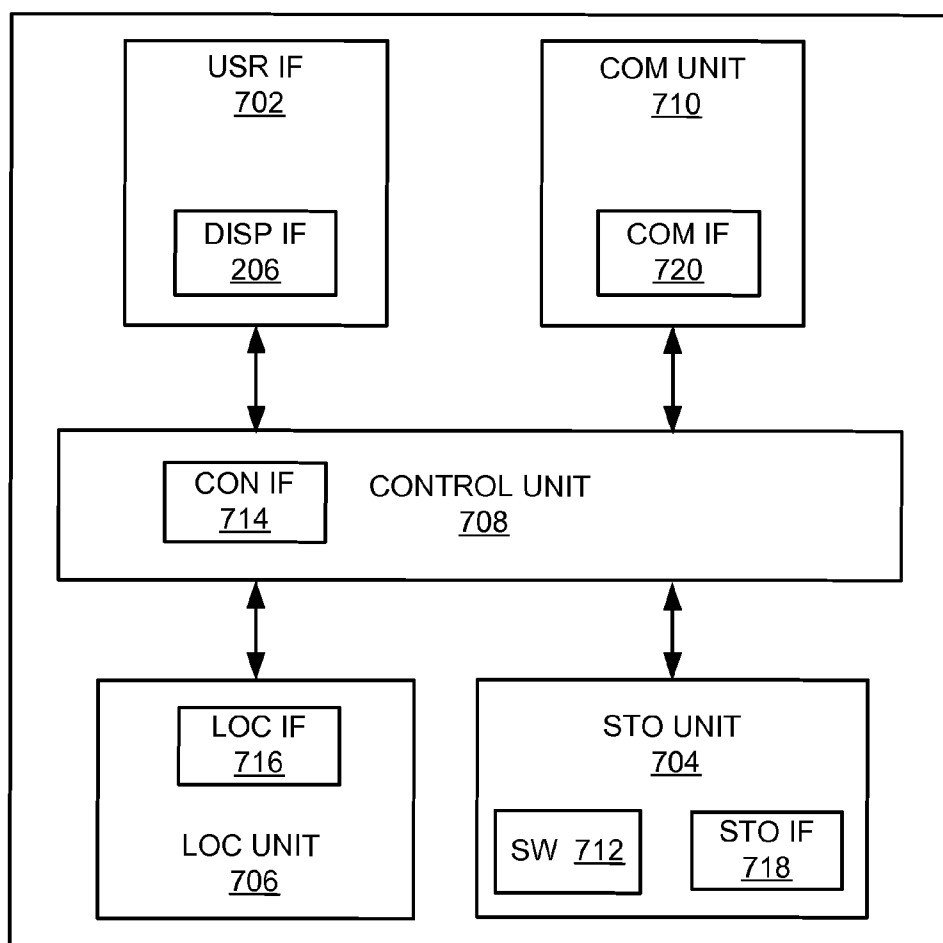 USR IF
702
DISP IF
206
COM UNIT
710
COM IF
720
CON IF
714
CONTROL UNIT
708
LOC IF
716
LOC UNIT
706
STO UNIT
704
SW 712
STO IF
718